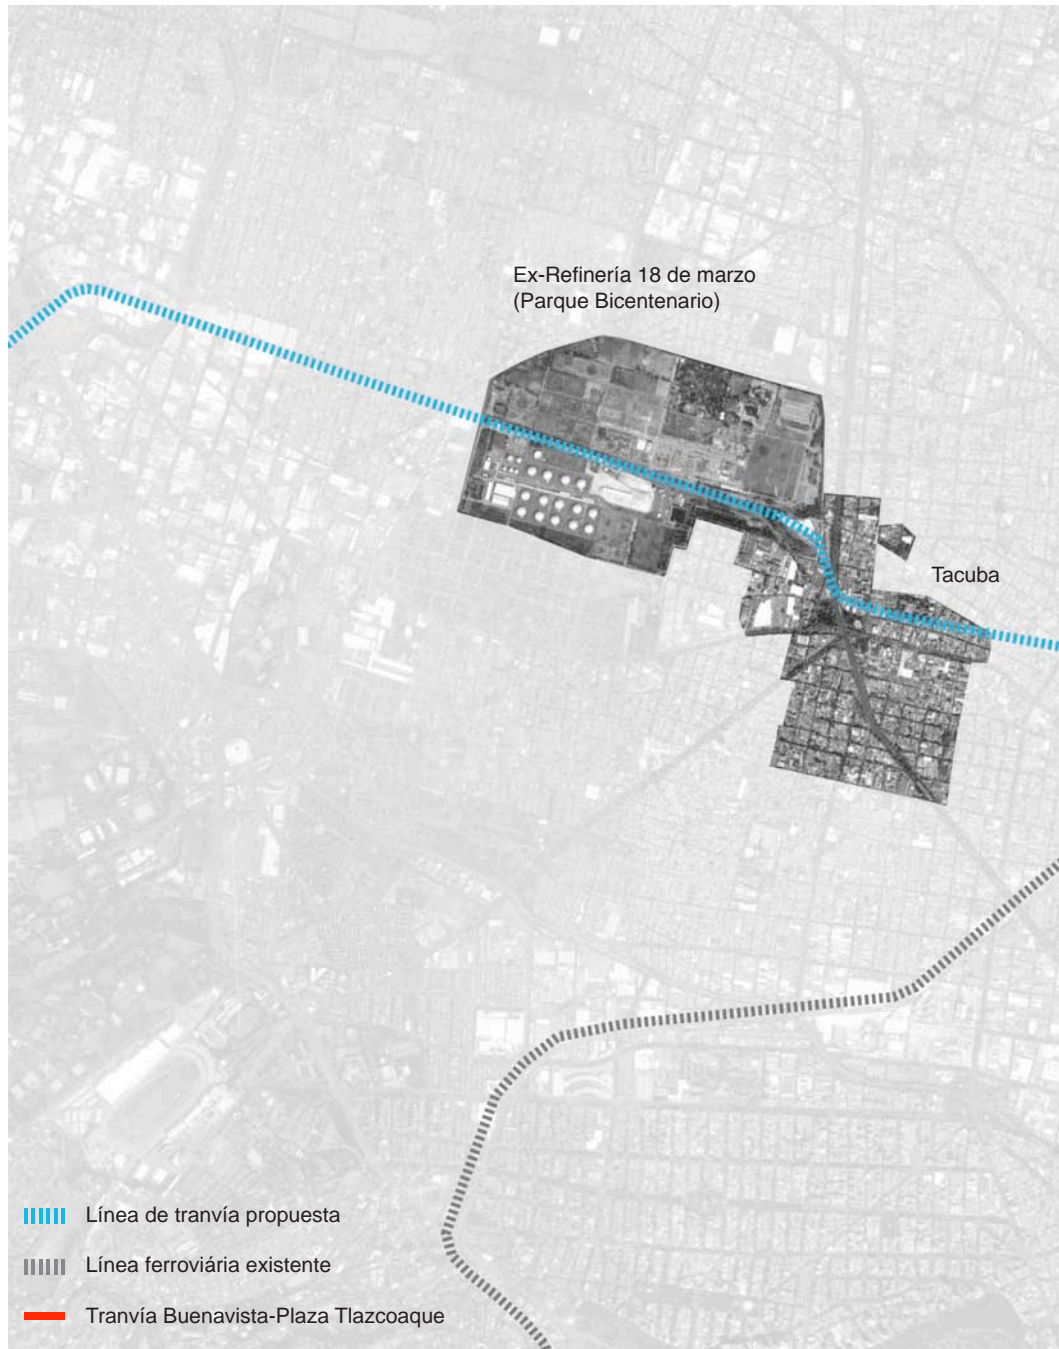 Ex-Refinería 18 de marzo
(Parque Bicentenario)
Tacuba
Línea de tranvía propuesta
Línea ferroviária existente
Tranvía Buenavista-Plaza Tlazcoaque